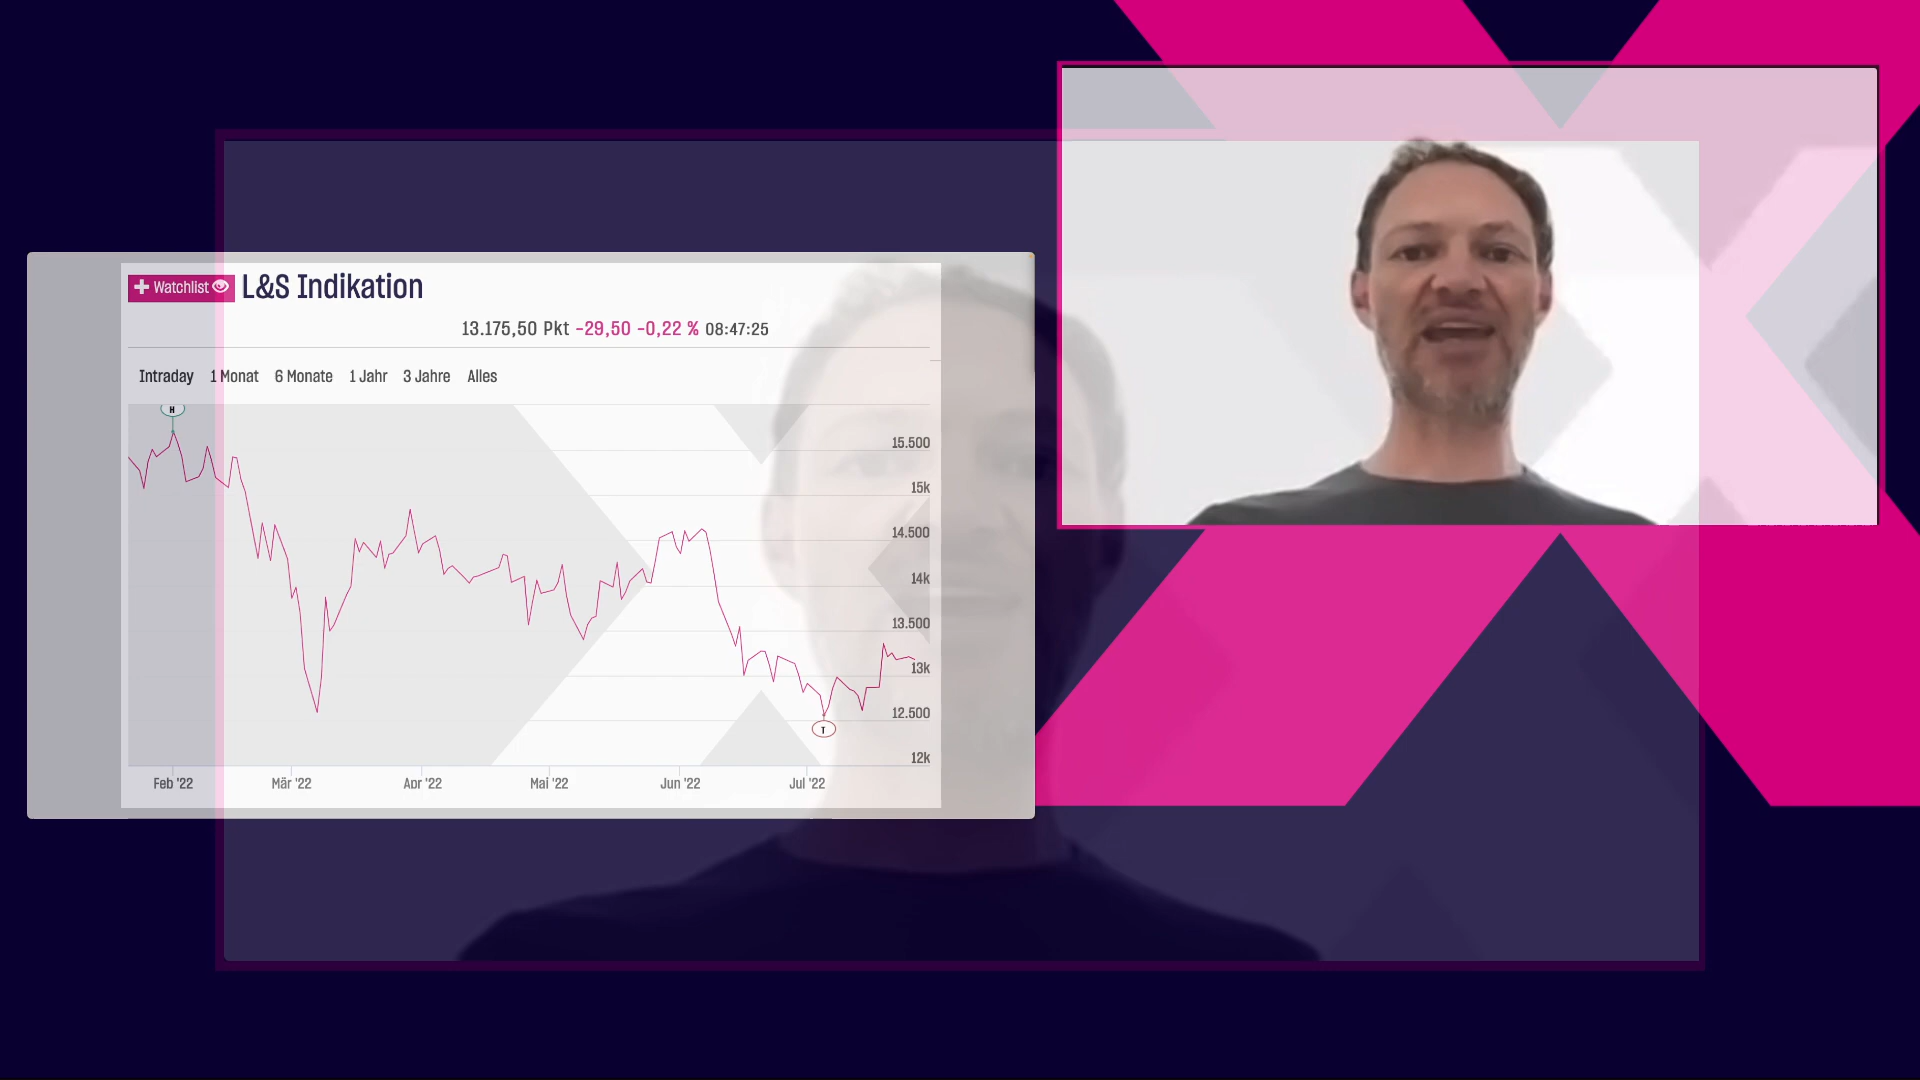 Watchlist L&S Indikation
13.175,50 Pkt -29,50 -0,22 % 08:47:25
Intraday 1 Monat 6 Monate 1 Jahr 3 Jahre Alles
H
15.500
15k
14.500
14k
13.500
13k
12.500
T
12k
Feb '22 Mär '22 Apr '22 Mai '22 Jun '22 Jul '22